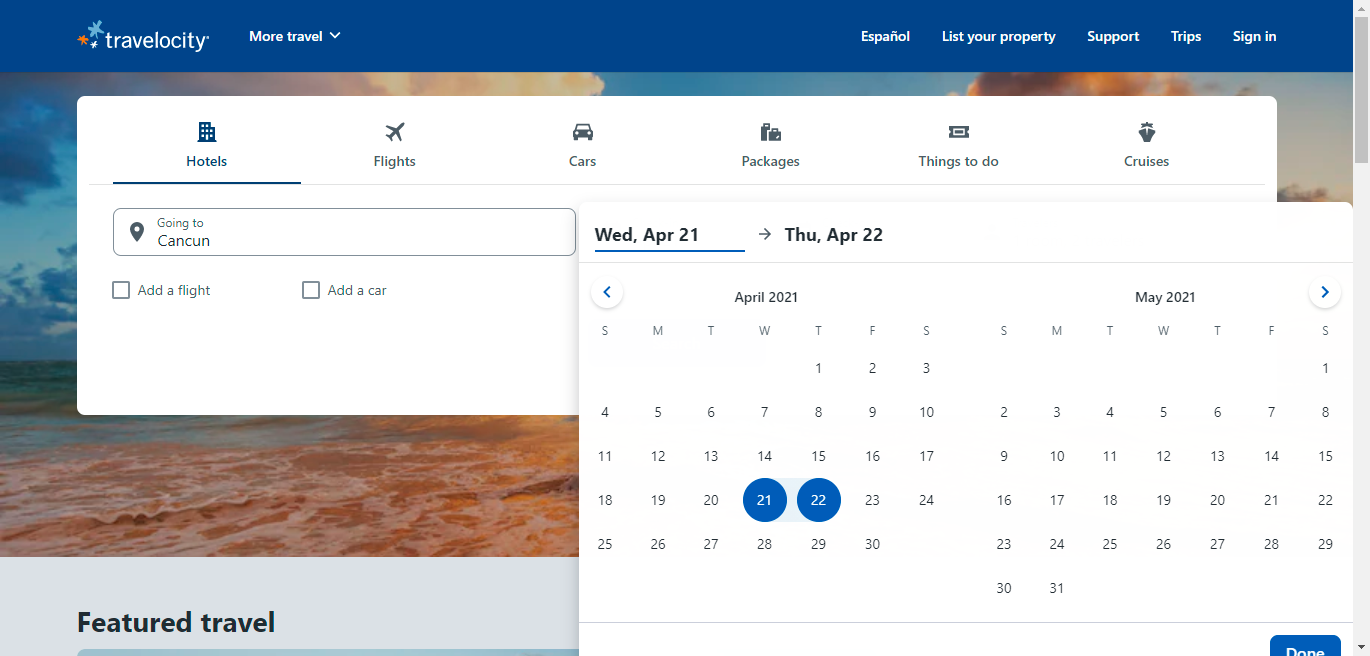 travelocity
More travel
Español
List your property
Support
Trips
Sign in
Hotels
Flights
Cars
Packages
Things to do
Cruises
Going to
Cancun
Add a flight
Add a car
Wed, Apr 21
Thu, Apr 22
April 2021
S M T W T F S
1 2 3
4 5 6 7 8 9 10
11 12 13 14 15 16 17
18 19 20 21 22 23 24
25 26 27 28 29 30
May 2021
S M T W T F S
1
2 3 4 5 6 7 8
9 10 11 12 13 14 15
16 17 18 19 20 21 22
23 24 25 26 27 28 29
30 31
Done
Featured travel